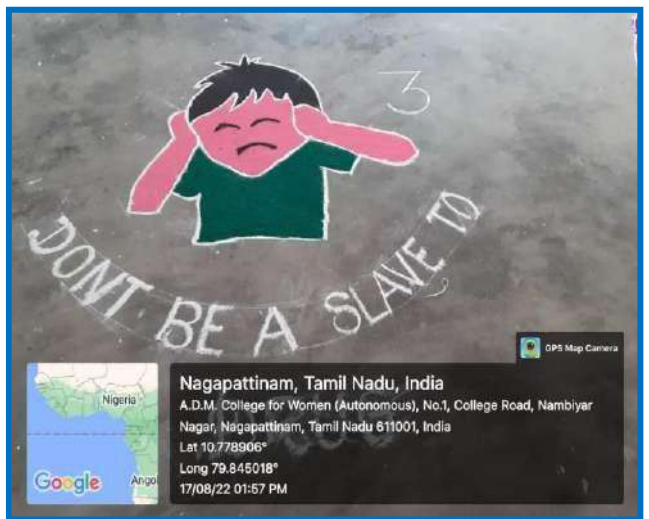 3
DONT BE A SLAVE TO
GPS Map Camera
Nigeria
Ango
Google
Nagapattinam, Tamil Nadu, India
A.D.M. College for Women (Autonomous), No.1, College Road, Nambiyar
Nagar, Nagapattinam, Tamil Nadu 611001, India
Lat 10.778906°
Long 79.845018°
17/08/22 01:57 PM